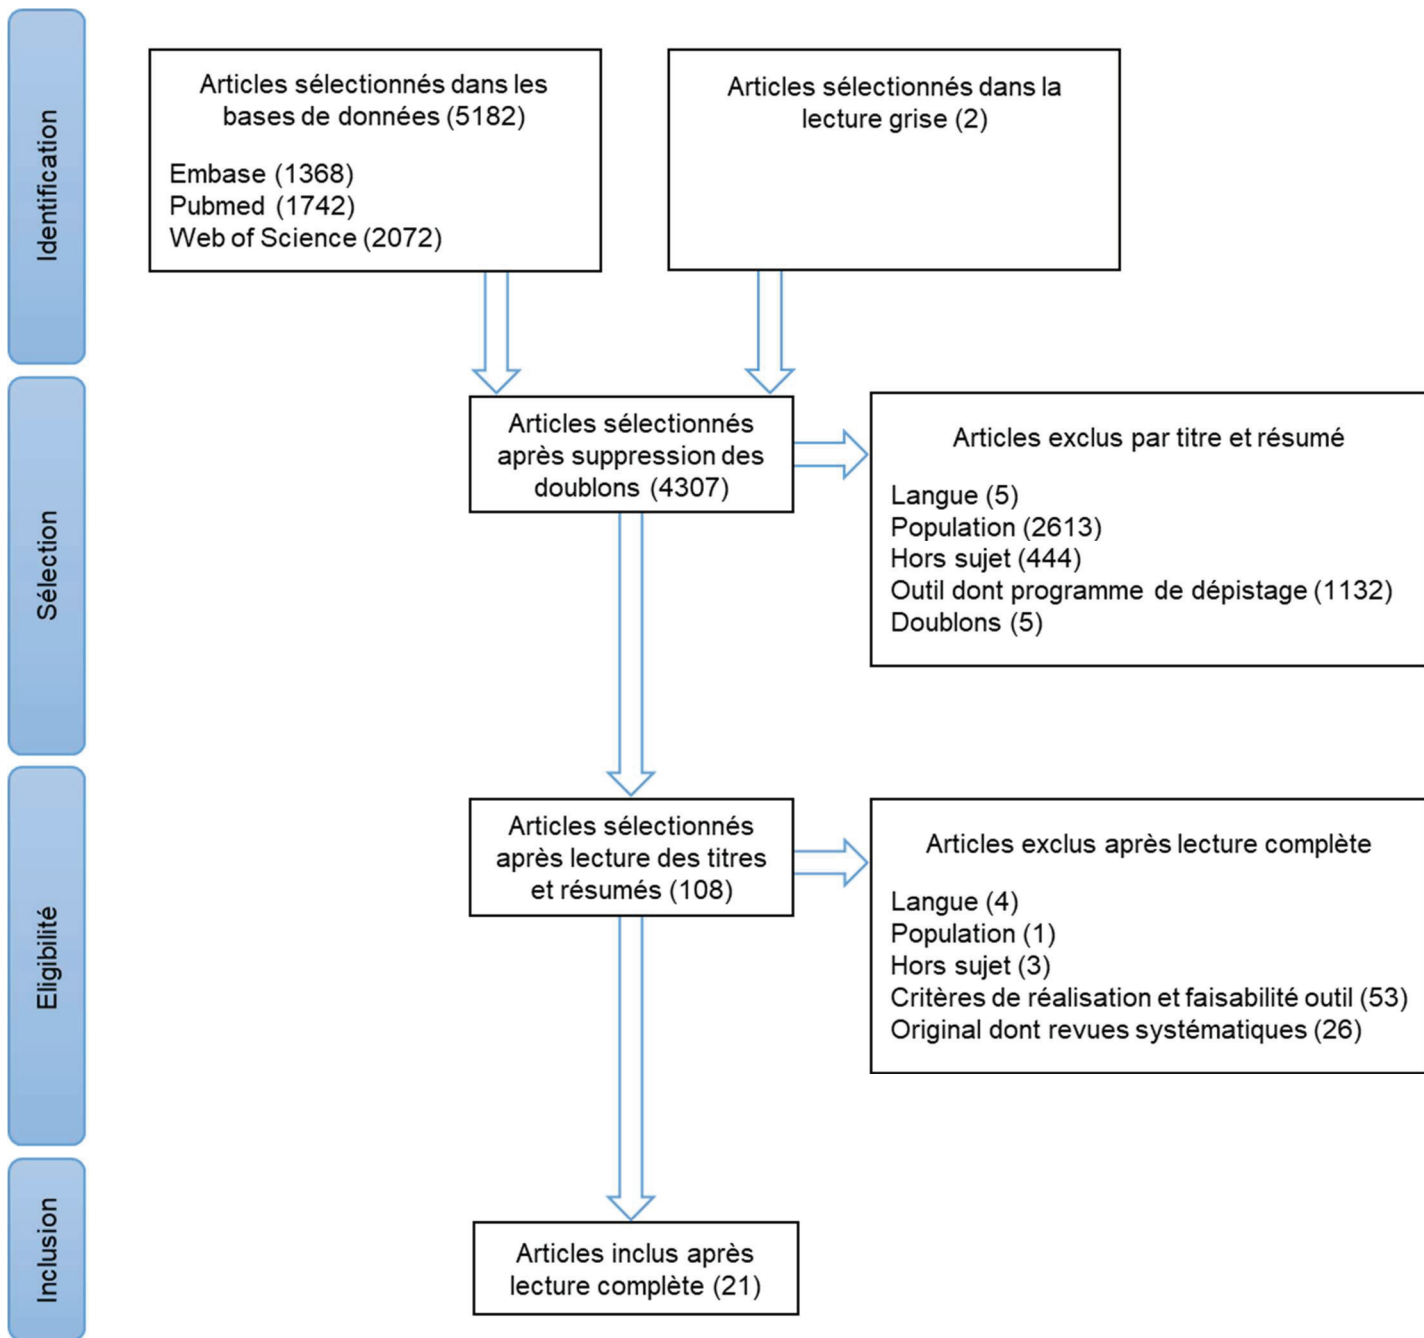 Identification
Articles sélectionnés dans les
bases de données (5182)
Embase (1368)
Pubmed (1742)
Web of Science (2072)
Articles sélectionnés dans la
lecture grise (2)
Sélection
Articles sélectionnés
après suppression des
doublons (4307)
Articles exclus par titre et résumé
Langue (5)
Population (2613)
Hors sujet (444)
Outil dont programme de dépistage (1132)
Doublons (5)
Eligibilité
Articles sélectionnés
après lecture des titres
et résumés (108)
Articles exclus après lecture complète
Langue (4)
Population (1)
Hors sujet (3)
Critères de réalisation et faisabilité outil (53)
Original dont revues systématiques (26)
Inclusion
Articles inclus après
lecture complète (21)